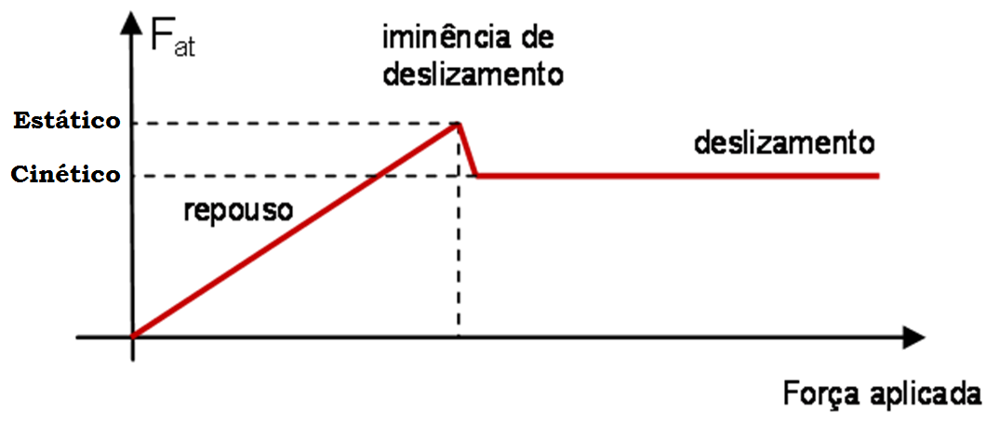 Fat
iminência de
deslizamento
Estático
deslizamento
Cinético
repouso
Força aplicada